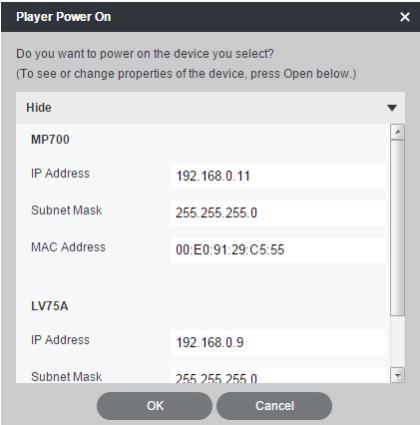 Player Power On
Do you want to power on the device you select?
(To see or change properties of the device, press Open below.)
Hide
MP700
IP Address 192.168.0.11
Subnet Mask 255.255.255.0
MAC Address 00:E0:91:29:C5:55
LV75A
IP Address 192.168.0.9
Subnet Mask 255.255.255.0
OK Cancel